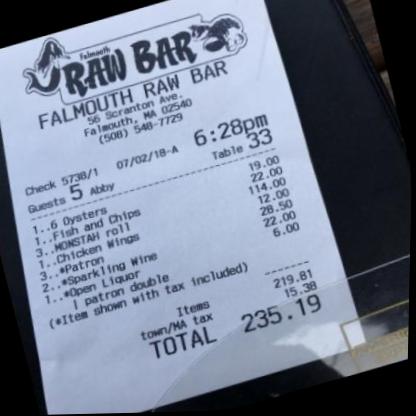 Falmouth
RAW BAR
FALMOUTH RAW BAR
56 Scranton Ave.
Falmouth, MA 02540
(508) 548-7729
6:28pm
Check 5738/1 07/02/18-A Table 33
Guests 5 Abby
1..6 Oysters 19.00
1..Fish and Chips 22.00
3..MONSTAH roll 114.00
1..Chicken Wings 12.00
3..*Patron 28.50
2..*Sparkling Wine 22.00
1..*Open Liquor 6.00
1 patron double
(*Item shown with tax included)
Items 219.81
town/MA tax 15.38
TOTAL 235.19